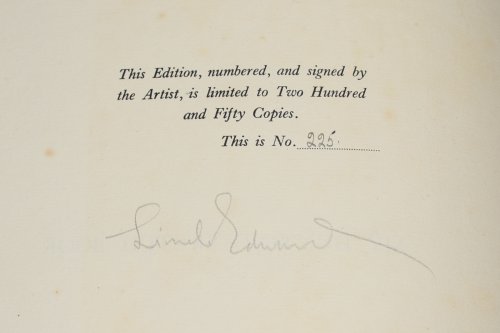 This Edition, numbered, and signed by
the Artist, is limited to Two Hundred
and Fifty Copies.
This is No. 225.
Lionel Edwards